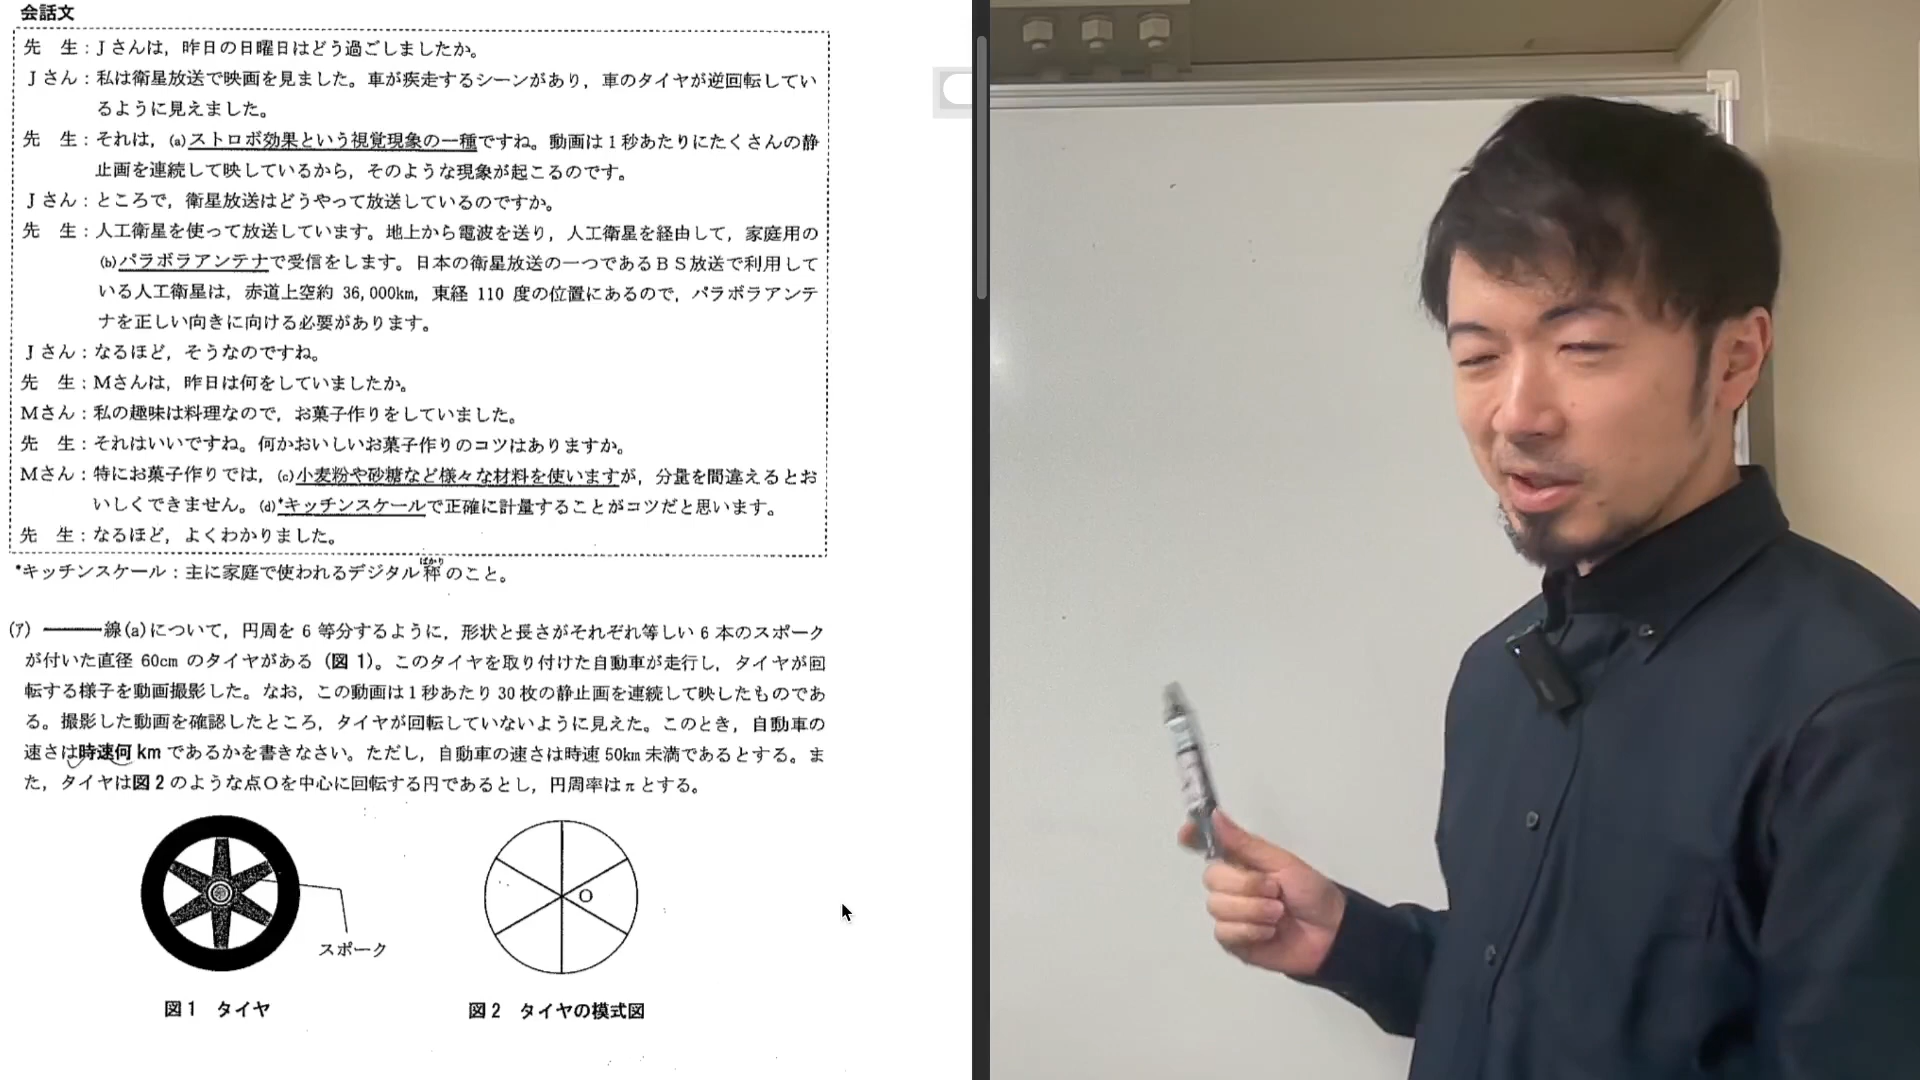 会話文
先　生：Jさんは，昨日の日曜日はどう過ごしましたか。
Jさん：私は衛星放送で映画を見ました。車が疾走するシーンがあり，車のタイヤが逆回転してい
るように見えました。
先　生：それは，(a)ストロボ効果という視覚現象の一種ですね。動画は1秒あたりにたくさんの静
止画を連続して映しているから，そのような現象が起こるのです。
Jさん：ところで，衛星放送はどうやって放送しているのですか。
先　生：人工衛星を使って放送しています。地上から電波を送り，人工衛星を経由して，家庭用の
(b)パラボラアンテナで受信をします。日本の衛星放送の一つであるBS放送で利用して
いる人工衛星は，赤道上空約 36,000km，東経 110 度の位置にあるので，パラボラアンテ
ナを正しい向きに向ける必要があります。
Jさん：なるほど，そうなのですね。
先　生：Mさんは，昨日は何をしていましたか。
Mさん：私の趣味は料理なので，お菓子作りをしていました。
先　生：それはいいですね。何かおいしいお菓子作りのコツはありますか。
Mさん：特にお菓子作りでは，(c)小麦粉や砂糖など様々な材料を使いますが，分量を間違えるとお
いしくできません。(d)*キッチンスケールで正確に計量することがコツだと思います。
先　生：なるほど，よくわかりました。
*キッチンスケール：主に家庭で使われるデジタル秤のこと。
ばかり
(ア) ―――線(a)について，円周を 6 等分するように，形状と長さがそれぞれ等しい 6 本のスポーク
が付いた直径 60cm のタイヤがある（図 1）。このタイヤを取り付けた自動車が走行し，タイヤが回
転する様子を動画撮影した。なお，この動画は1秒あたり 30 枚の静止画を連続して映したものであ
る。撮影した動画を確認したところ，タイヤが回転していないように見えた。このとき，自動車の
速さは時速何 km であるかを書きなさい。ただし，自動車の速さは時速 50km 未満であるとする。ま
た，タイヤは図 2 のような点Oを中心に回転する円であるとし，円周率はπとする。
スポーク
O
図1　タイヤ
図2　タイヤの模式図